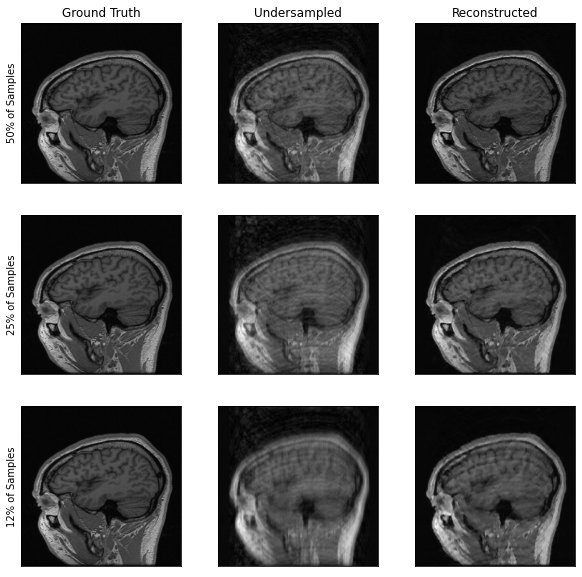 Ground Truth
Undersampled
Reconstructed
50% of Samples
25% of Samples
12% of Samples